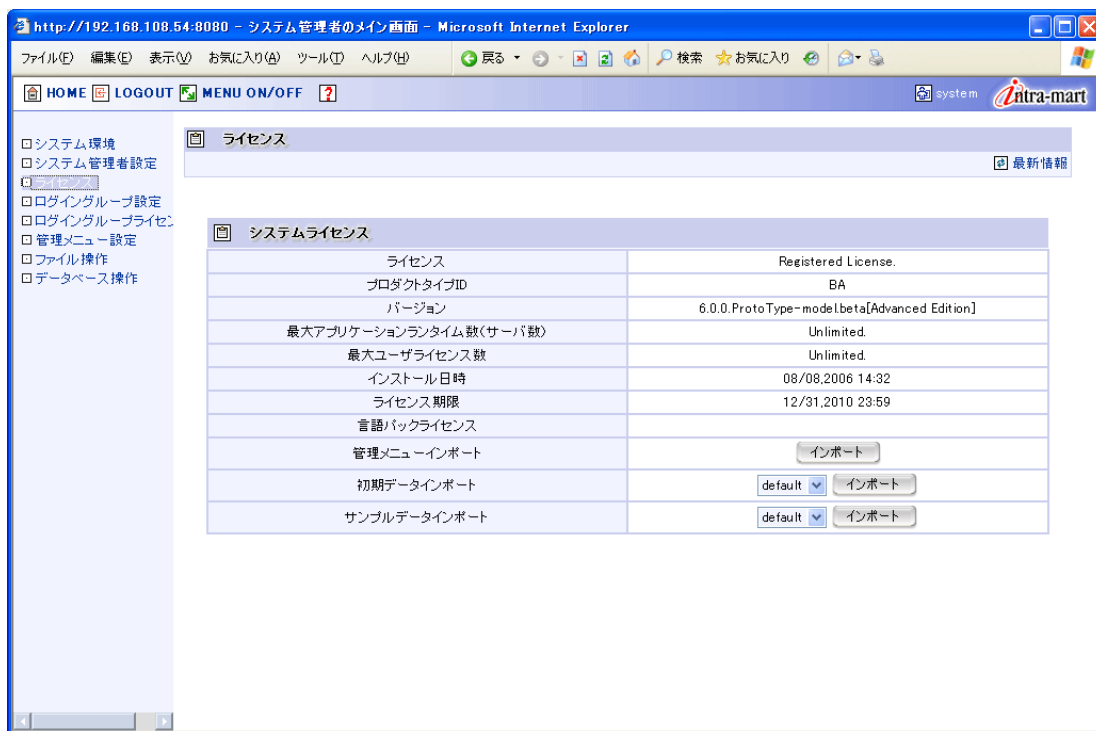 http://192.168.108.54:8080 - システム管理者のメイン画面 - Microsoft Internet Explorer
ファイル(F) 編集(E) 表示(V) お気に入り(A) ツール(T) ヘルプ(H) 戻る 検索 お気に入り
HOME LOGOUT MENU ON/OFF ? system intra-mart
システム環境
システム管理者設定
ライセンス
ログイングループ設定
ログイングループライセン
管理メニュー設定
ファイル操作
データベース操作
ライセンス
最新情報
システムライセンス
ライセンス Registered License.
プロダクトタイプID BA
バージョン 6.0.0.ProtoType-model.beta[Advanced Edition]
最大アプリケーションランタイム数(サーバ数) Unlimited.
最大ユーザライセンス数 Unlimited.
インストール日時 08/08,2006 14:32
ライセンス期限 12/31,2010 23:59
言語パックライセンス
管理メニューインポート インポート
初期データインポート default インポート
サンプルデータインポート default インポート